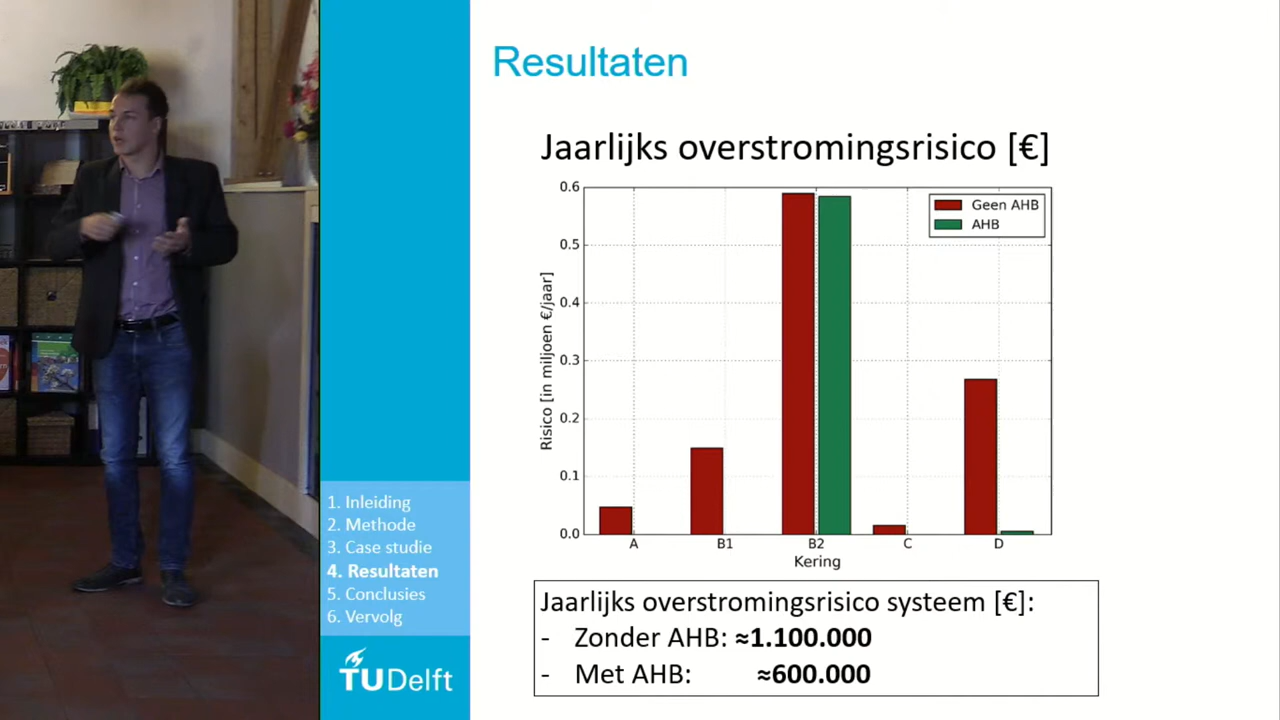 Resultaten
Jaarlijks overstromingsrisico [€]
0.6
0.5
0.4
0.3
0.2
0.1
0.0
Risico [in miljoen €/jaar]
Geen AHB
AHB
A B1 B2 C D
Kering
Jaarlijks overstromingsrisico systeem [€]:
- Zonder AHB: ≈1.100.000
- Met AHB: ≈600.000
1. Inleiding
2. Methode
3. Case studie
4. Resultaten
5. Conclusies
6. Vervolg
TU Delft